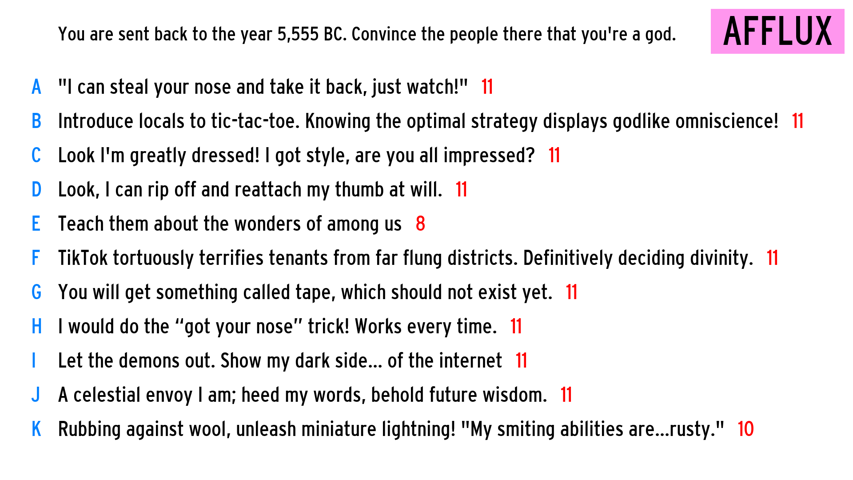 You are sent back to the year 5,555 BC. Convince the people there that you're a god.
AFFLUX
A "I can steal your nose and take it back, just watch!" 11
B Introduce locals to tic-tac-toe. Knowing the optimal strategy displays godlike omniscience! 11
C Look I'm greatly dressed! I got style, are you all impressed? 11
D Look, I can rip off and reattach my thumb at will. 11
E Teach them about the wonders of among us 8
F TikTok tortuously terrifies tenants from far flung districts. Definitively deciding divinity. 11
G You will get something called tape, which should not exist yet. 11
H I would do the “got your nose” trick! Works every time. 11
I Let the demons out. Show my dark side... of the internet 11
J A celestial envoy I am; heed my words, behold future wisdom. 11
K Rubbing against wool, unleash miniature lightning! "My smiting abilities are...rusty." 10